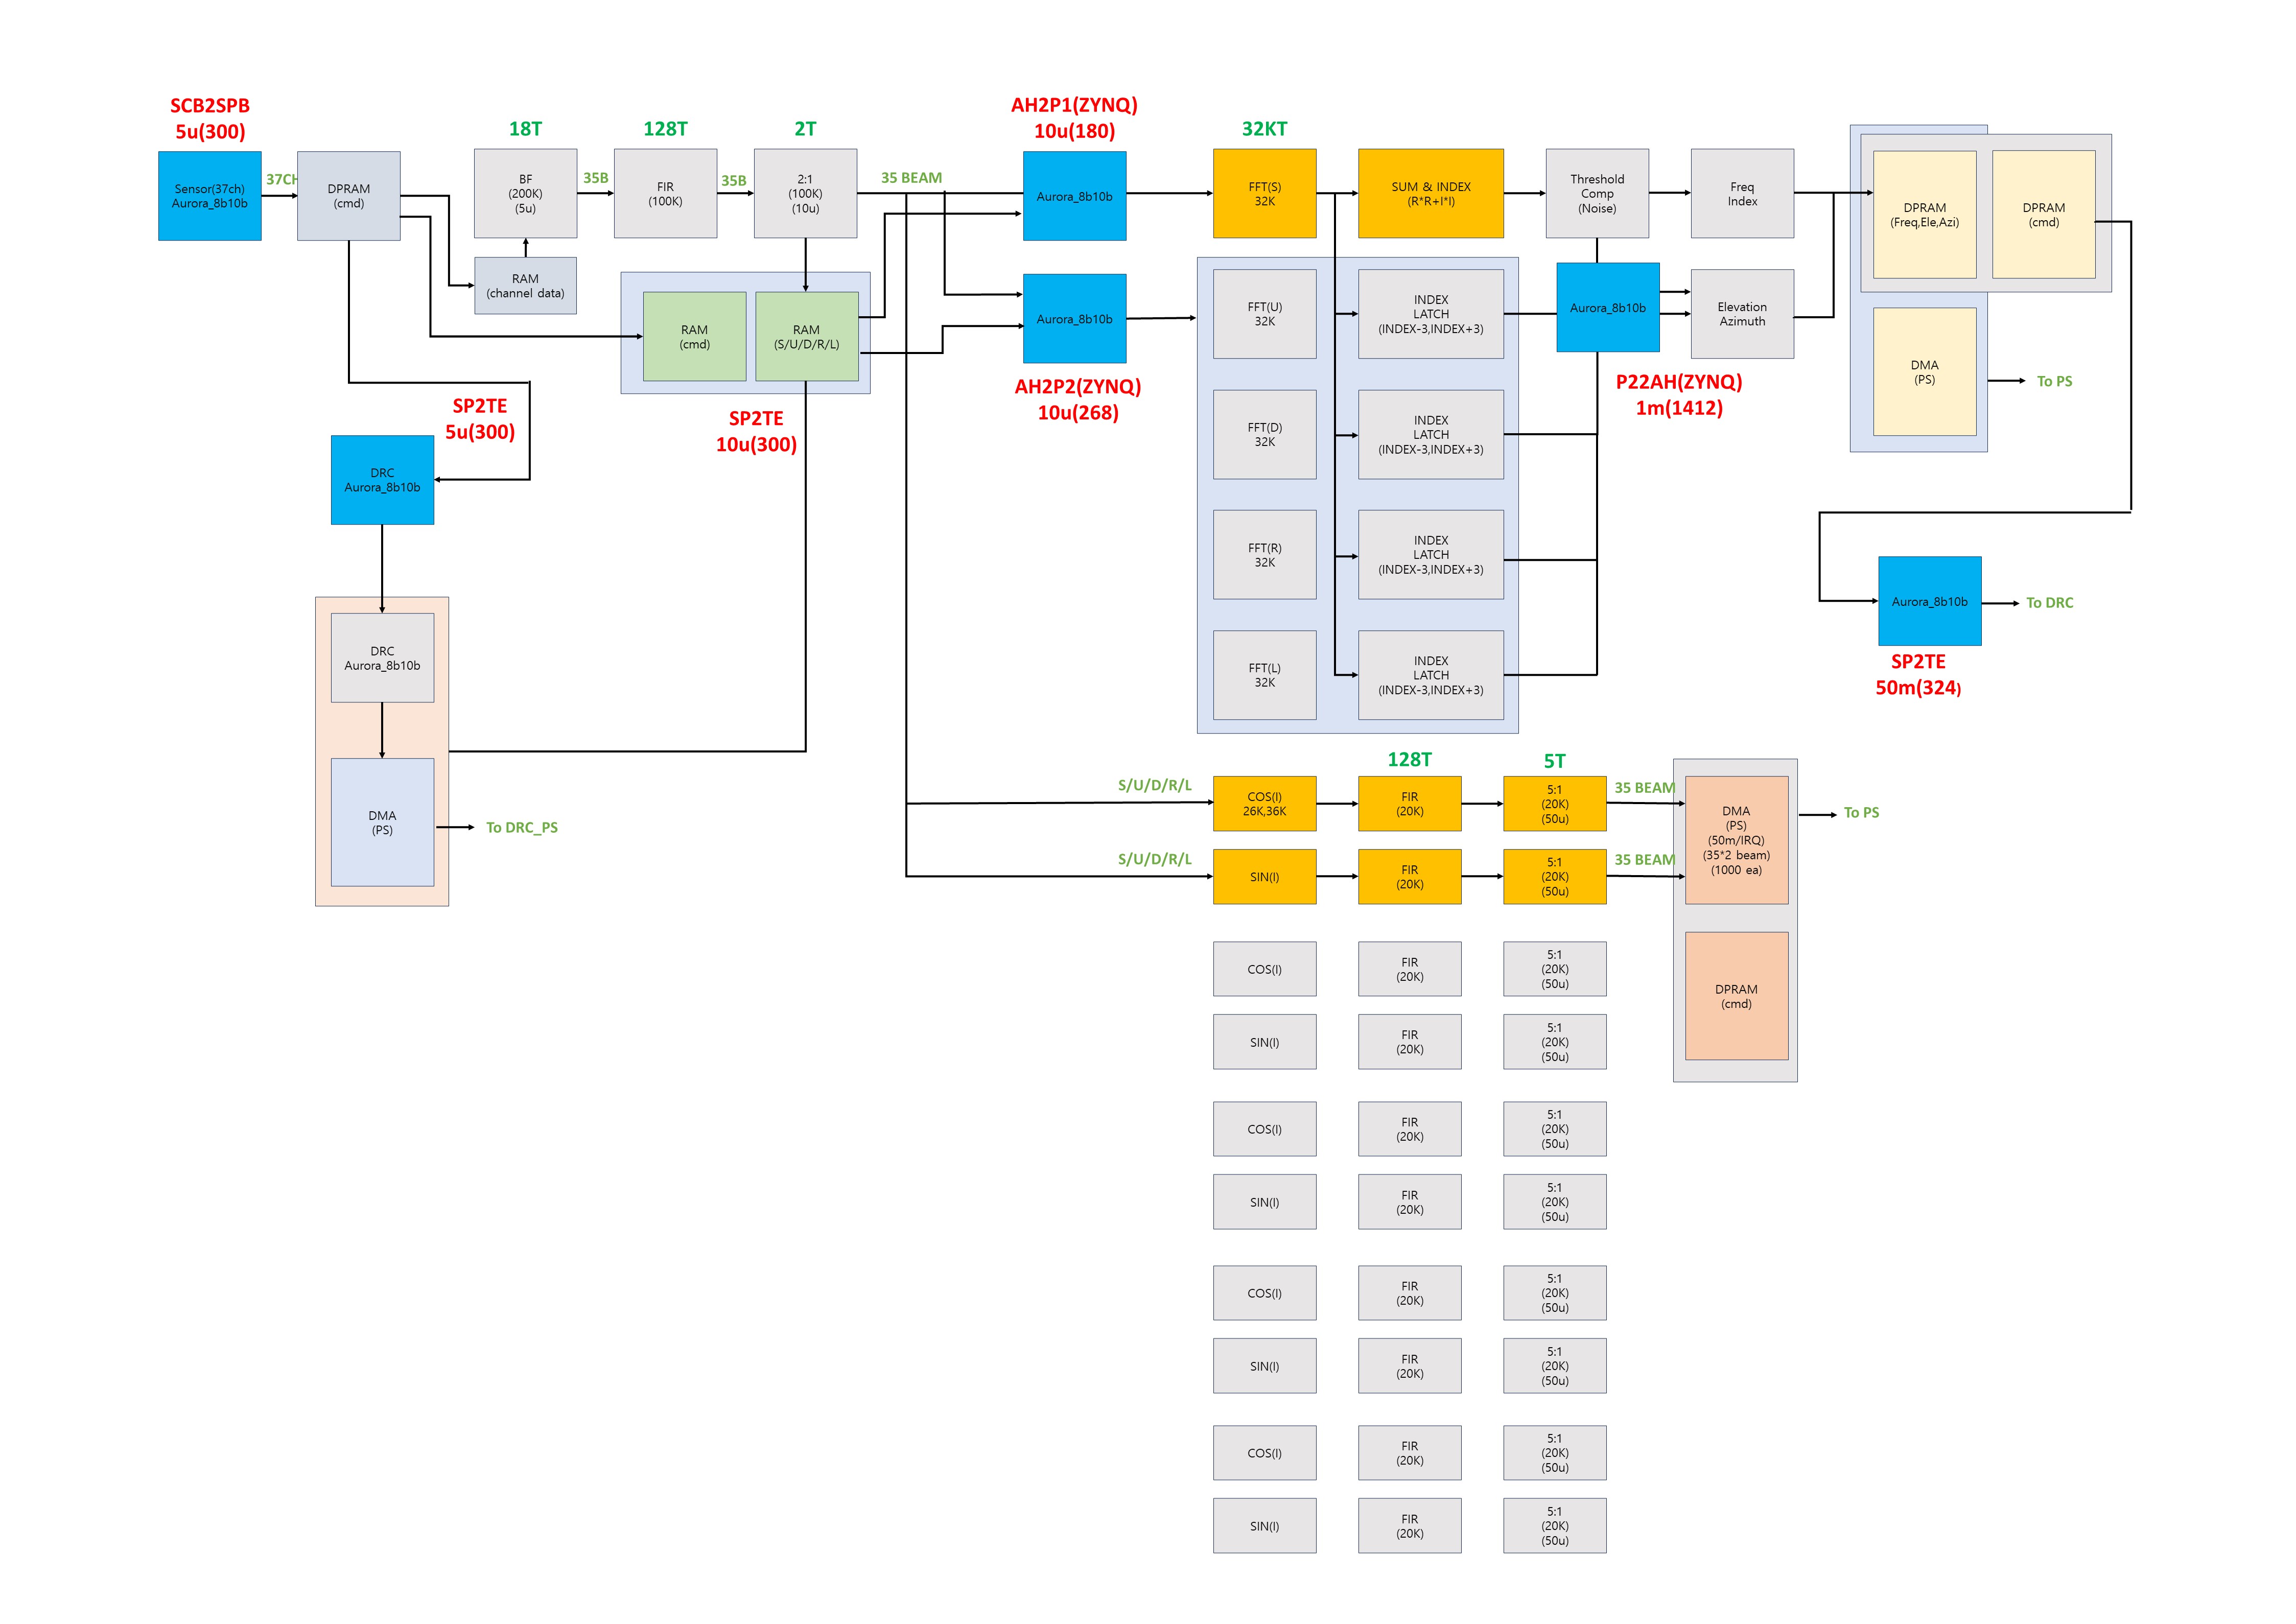 SCB2SPB
5u(300)
Sensor(37ch)
Aurora_8b10b
37CH
DPRAM
(cmd)
18T
BF
(200K)
(5u)
35B
128T
FIR
(100K)
35B
2T
2:1
(100K)
(10u)
35 BEAM
RAM
(channel data)
RAM
(cmd)
RAM
(S/U/D/R/L)
SP2TE
10u(300)
SP2TE
5u(300)
DRC
Aurora_8b10b
DRC
Aurora_8b10b
DMA
(PS)
To DRC_PS
AH2P1(ZYNQ)
10u(180)
Aurora_8b10b
Aurora_8b10b
AH2P2(ZYNQ)
10u(268)
32KT
FFT(S)
32K
SUM & INDEX
(R*R+I*I)
Threshold
Comp
(Noise)
Freq
Index
FFT(U)
32K
INDEX
LATCH
(INDEX-3,INDEX+3)
Aurora_8b10b
Elevation
Azimuth
P22AH(ZYNQ)
1m(1412)
FFT(D)
32K
INDEX
LATCH
(INDEX-3,INDEX+3)
FFT(R)
32K
INDEX
LATCH
(INDEX-3,INDEX+3)
FFT(L)
32K
INDEX
LATCH
(INDEX-3,INDEX+3)
DPRAM
(Freq,Ele,Azi)
DPRAM
(cmd)
DMA
(PS)
To PS
Aurora_8b10b
To DRC
SP2TE
50m(324)
128T
5T
S/U/D/R/L
COS(I)
26K,36K
FIR
(20K)
5:1
(20K)
(50u)
35 BEAM
S/U/D/R/L
SIN(I)
FIR
(20K)
5:1
(20K)
(50u)
35 BEAM
DMA
(PS)
(50m/IRQ)
(35*2 beam)
(1000 ea)
To PS
DPRAM
(cmd)
COS(I)
FIR
(20K)
5:1
(20K)
(50u)
SIN(I)
FIR
(20K)
5:1
(20K)
(50u)
COS(I)
FIR
(20K)
5:1
(20K)
(50u)
SIN(I)
FIR
(20K)
5:1
(20K)
(50u)
COS(I)
FIR
(20K)
5:1
(20K)
(50u)
SIN(I)
FIR
(20K)
5:1
(20K)
(50u)
COS(I)
FIR
(20K)
5:1
(20K)
(50u)
SIN(I)
FIR
(20K)
5:1
(20K)
(50u)